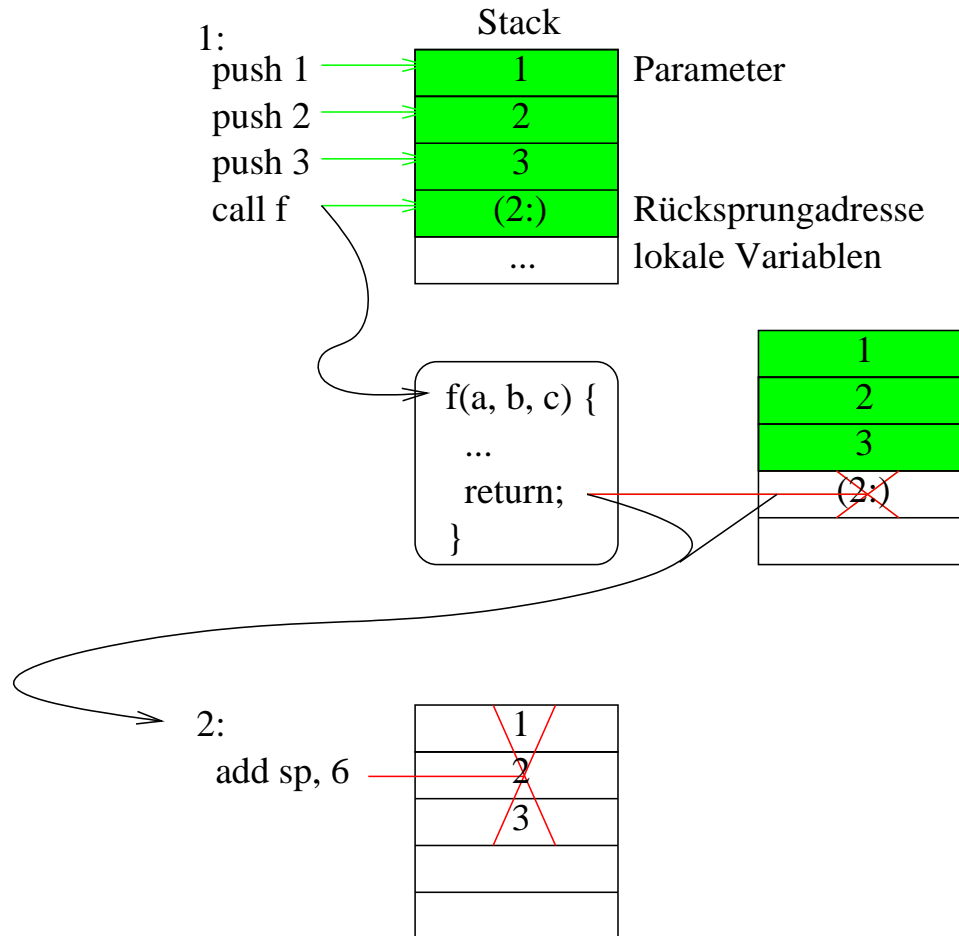 Stack
1:
push 1
1
Parameter
push 2
2
push 3
3
call f
(2:)
Rücksprungadresse
...
lokale Variablen
1
f(a, b, c) {
2
...
3
return;
(2:)
}
2:
1
add sp, 6
2
3